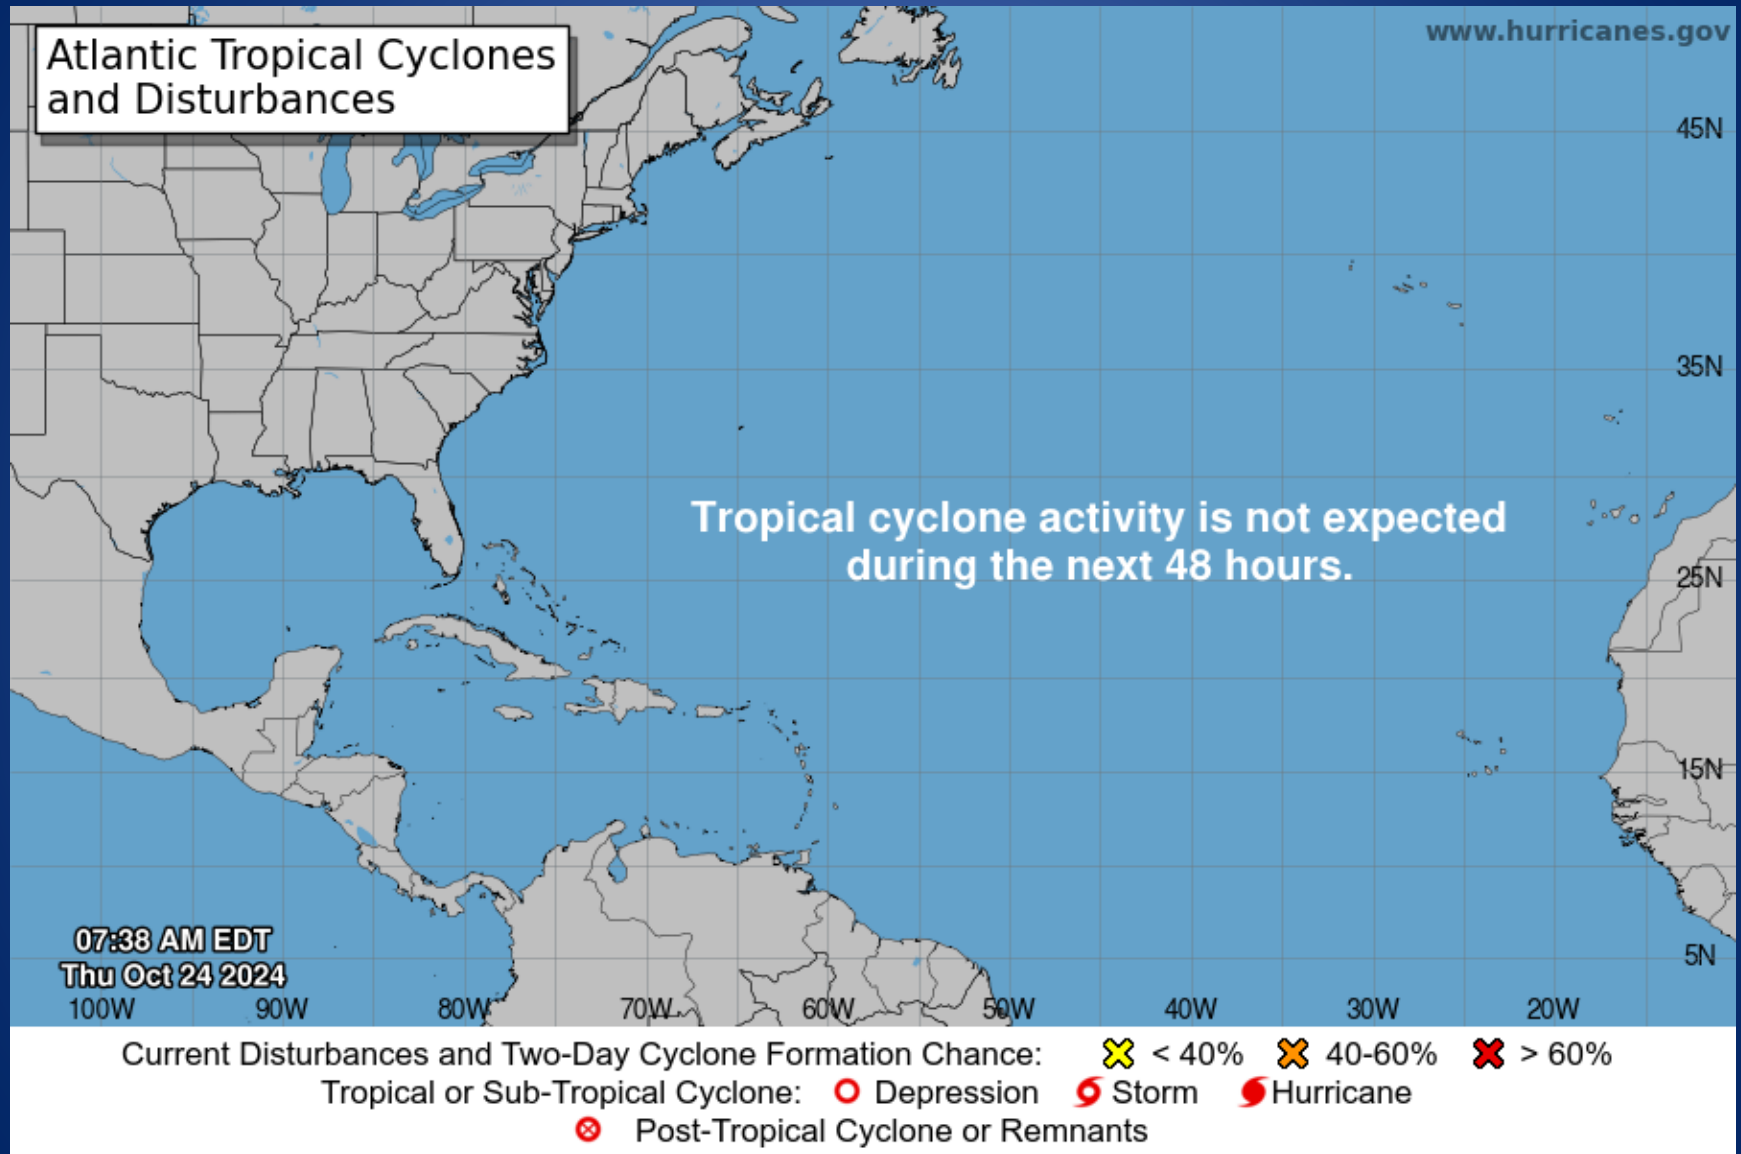 Atlantic Tropical Cyclones
and Disturbances
www.hurricanes.gov
45N
35N
Tropical cyclone activity is not expected
during the next 48 hours.
25N
15N
07:38 AM EDT
Thu Oct 24 2024
5N
100W 90W 80W 70W 60W 50W 40W 30W 20W
Current Disturbances and Two-Day Cyclone Formation Chance: < 40% 40-60% > 60%
Tropical or Sub-Tropical Cyclone: Depression Storm Hurricane
Post-Tropical Cyclone or Remnants